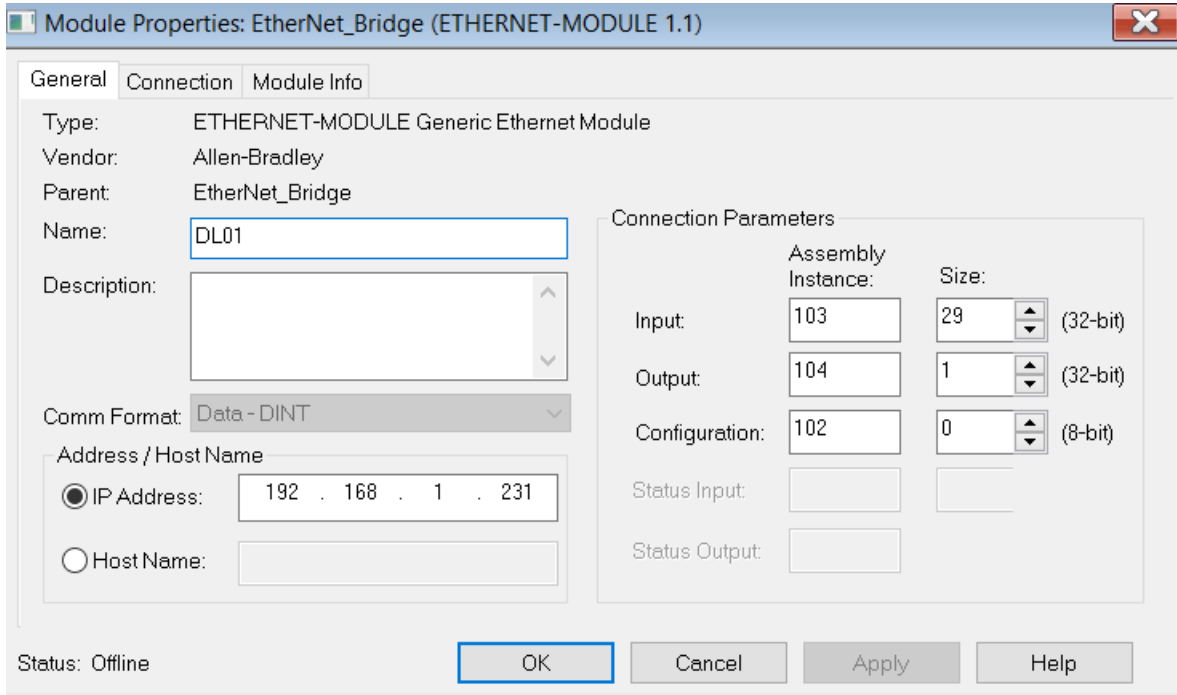 Module Properties: EtherNet_Bridge (ETHERNET-MODULE 1.1)
General Connection Module Info
Type: ETHERNET-MODULE Generic Ethernet Module
Vendor: Allen-Bradley
Parent: EtherNet_Bridge
Name: DL01
Description:
Comm Format: Data - DINT
Address / Host Name
IP Address: 192 . 168 . 1 . 231
Host Name:
Connection Parameters
Assembly
Instance: Size:
Input: 103 29 (32-bit)
Output: 104 1 (32-bit)
Configuration: 102 0 (8-bit)
Status Input:
Status Output:
Status: Offline OK Cancel Apply Help